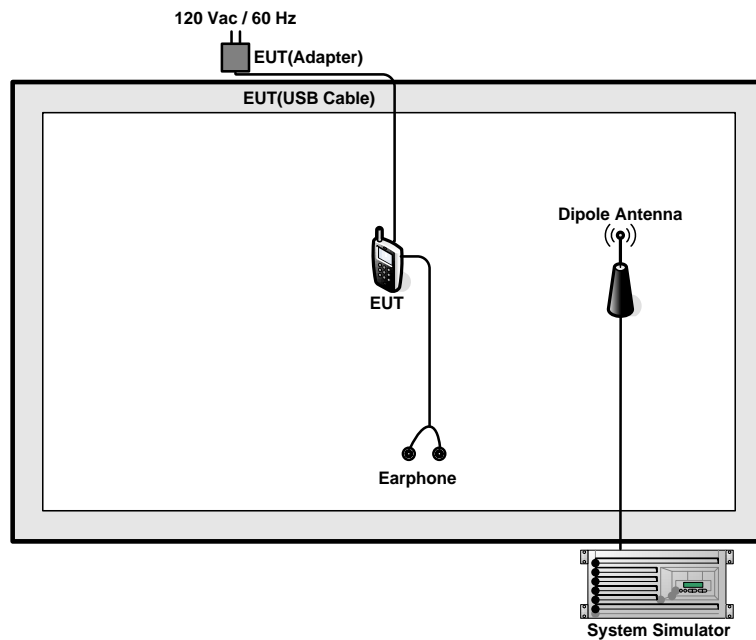 120 Vac / 60 Hz
EUT(Adapter)
EUT(USB Cable)
Dipole Antenna
EUT
Earphone
System Simulator